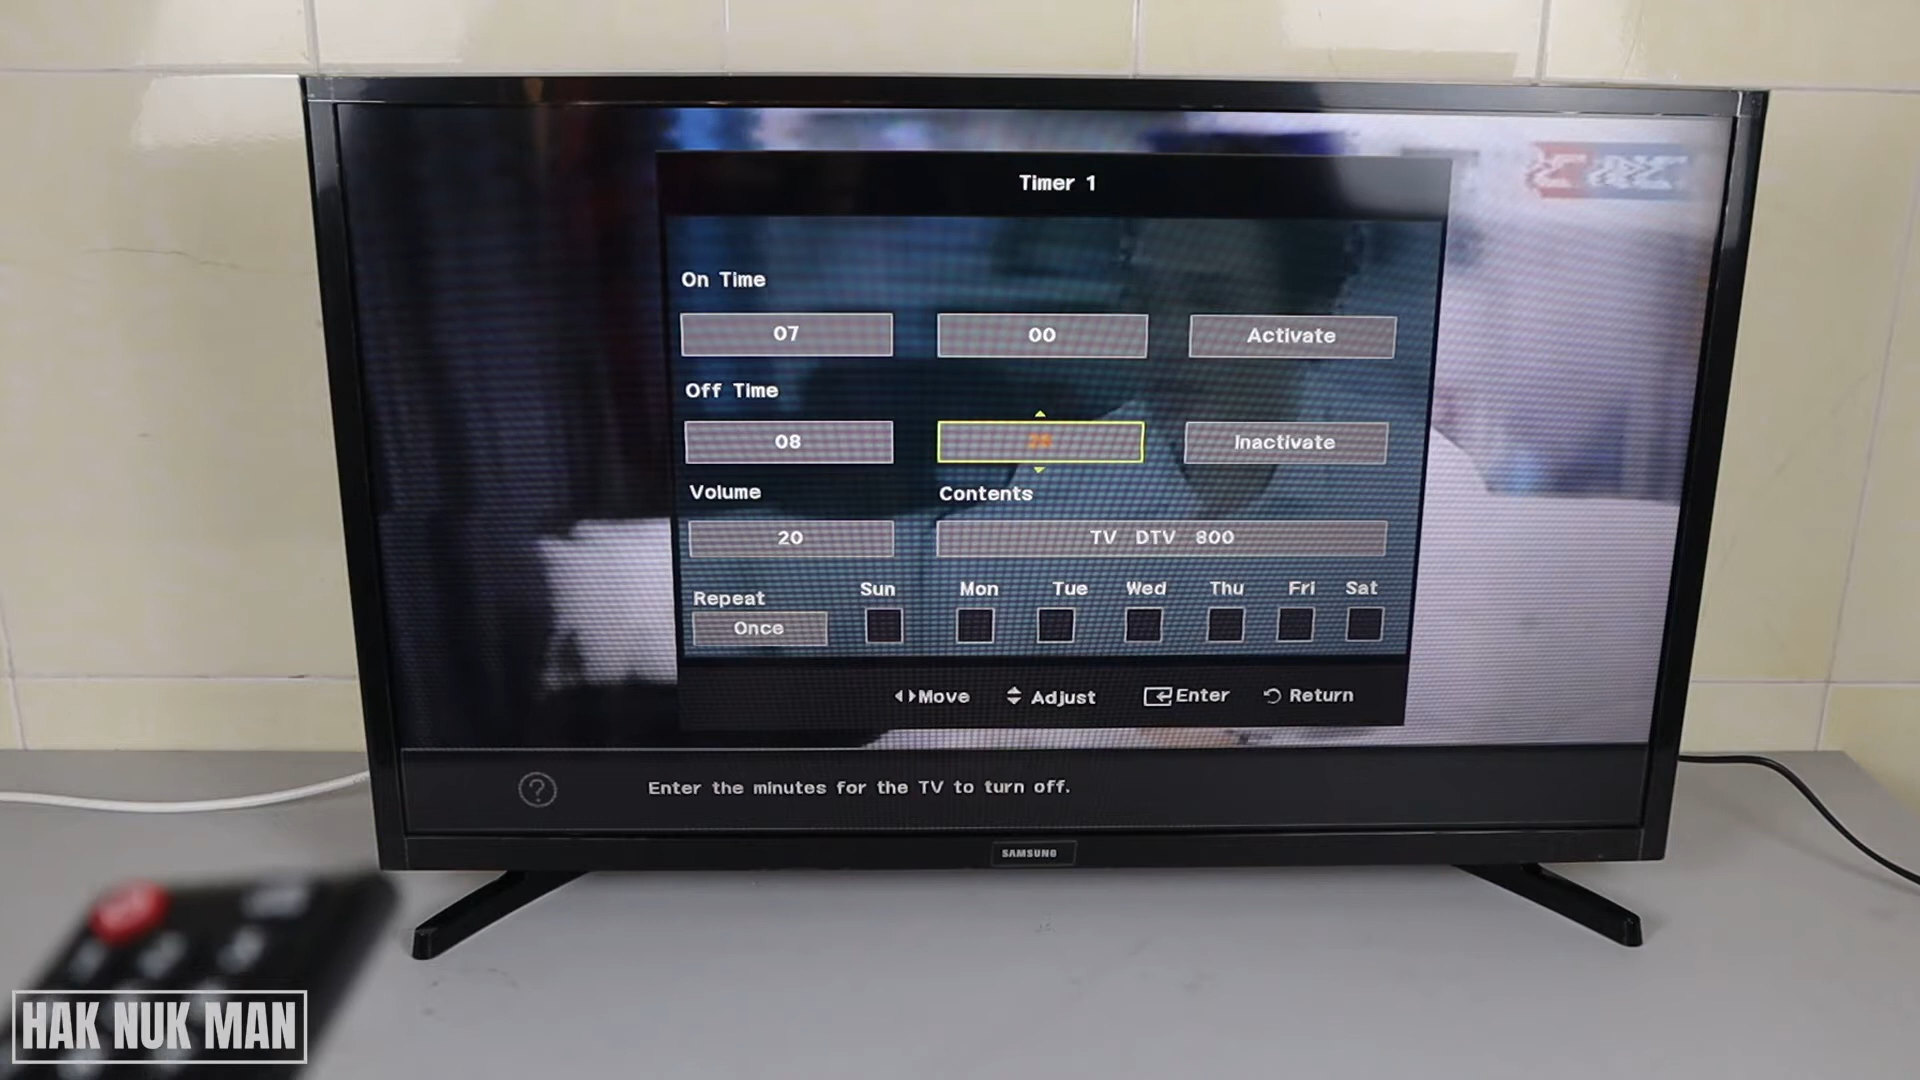 Timer 1
On Time
07 00 Activate
Off Time
08 Inactivate
Volume Contents
20 TV DTV 800
Repeat Sun Mon Tue Wed Thu Fri Sat
Once
Move Adjust Enter Return
Enter the minutes for the TV to turn off.
SAMSUNG
HAK NUK MAN